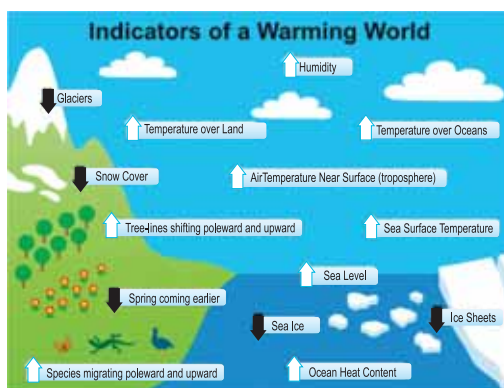 Indicators of a Warming World
Humidity
Glaciers
Temperature over Land
Temperature over Oceans
Snow Cover
AirTemperature Near Surface (troposphere)
Tree-lines shifting poleward and upward
Sea Surface Temperature
Sea Level
Spring coming earlier
Sea Ice
Ice Sheets
Species migrating poleward and upward
Ocean Heat Content